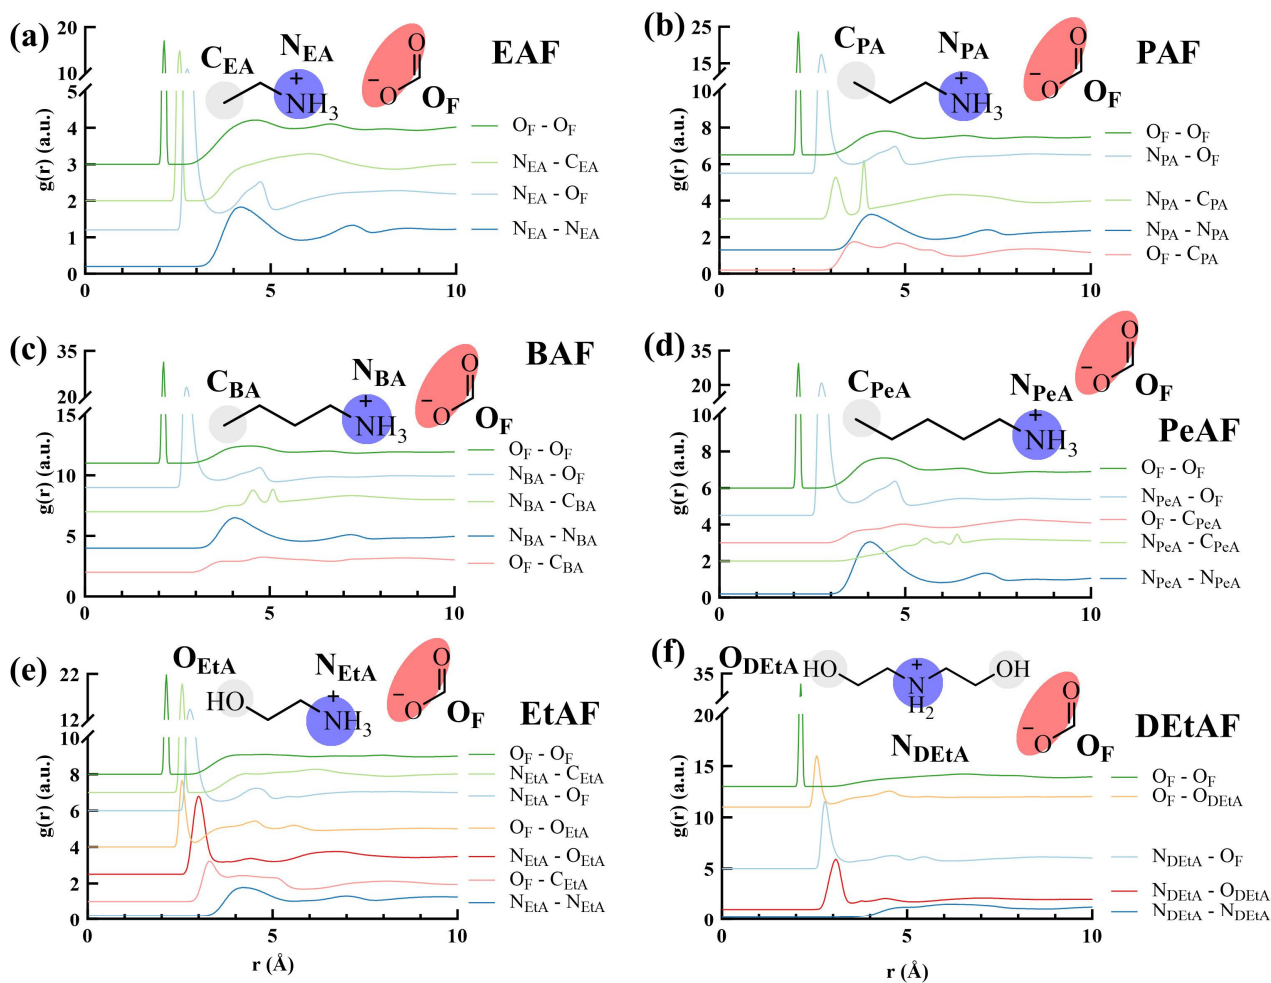 (a)
EAF
C_EA
N_EA
+
NH3
O
−
O
O_F
20
10
5
4
3
2
1
0
g(r) (a.u.)
O_F - O_F
N_EA - C_EA
N_EA - O_F
N_EA - N_EA
0 5 10
(b)
PAF
C_PA
N_PA
+
NH3
O
−
O
O_F
25
15
10
8
6
4
2
0
g(r) (a.u.)
O_F - O_F
N_PA - O_F
N_PA - C_PA
N_PA - N_PA
O_F - C_PA
0 5 10
(c)
BAF
C_BA
N_BA
+
NH3
O
−
O
O_F
35
20
15
10
5
0
g(r) (a.u.)
O_F - O_F
N_BA - O_F
N_BA - C_BA
N_BA - N_BA
O_F - C_BA
0 5 10
(d)
PeAF
C_PeA
N_PeA
+
NH3
O
−
O
O_F
35
20
10
8
6
4
2
0
g(r) (a.u.)
O_F - O_F
N_PeA - O_F
O_F - C_PeA
N_PeA - C_PeA
N_PeA - N_PeA
0 5 10
(e)
EtAF
O_EtA
N_EtA
HO
+
NH3
O
−
O
O_F
22
12
10
8
6
4
2
0
g(r) (a.u.)
O_F - O_F
N_EtA - C_EtA
N_EtA - O_F
O_F - O_EtA
N_EtA - O_EtA
O_F - C_EtA
N_EtA - N_EtA
0 5 10
r (Å)
(f)
DEtAF
O_DEtA
HO
+
N
H2
OH
N_DEtA
O
−
O
O_F
35
20
15
10
5
0
g(r) (a.u.)
O_F - O_F
O_F - O_DEtA
N_DEtA - O_F
N_DEtA - O_DEtA
N_DEtA - N_DEtA
0 5 10
r (Å)